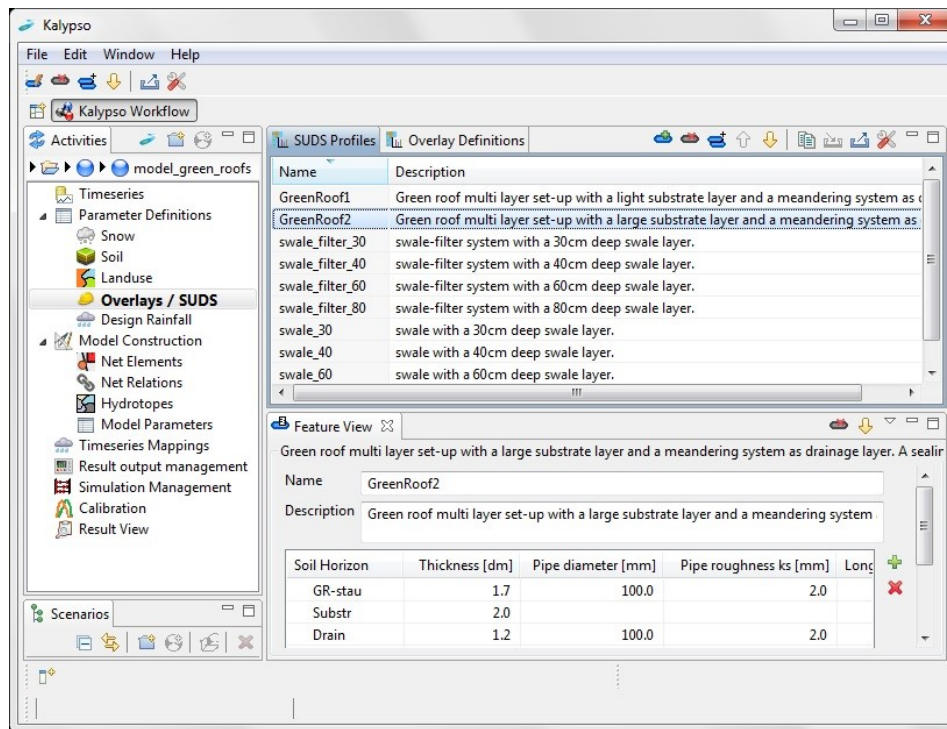 Kalypso
File Edit Window Help
Kalypso Workflow
Activities
model_green_roofs
Timeseries
Parameter Definitions
Snow
Soil
Landuse
Overlays / SUDS
Design Rainfall
Model Construction
Net Elements
Net Relations
Hydrotopes
Model Parameters
Timeseries Mappings
Result output management
Simulation Management
Calibration
Result View
Scenarios
SUDS Profiles Overlay Definitions
Name Description
GreenRoof1 Green roof multi layer set-up with a light substrate layer and a meandering system as
GreenRoof2 Green roof multi layer set-up with a large substrate layer and a meandering system as
swale_filter_30 swale-filter system with a 30cm deep swale layer.
swale_filter_40 swale-filter system with a 40cm deep swale layer.
swale_filter_60 swale-filter system with a 60cm deep swale layer.
swale_filter_80 swale-filter system with a 80cm deep swale layer.
swale_30 swale with a 30cm deep swale layer.
swale_40 swale with a 40cm deep swale layer.
swale_60 swale with a 60cm deep swale layer.
Feature View
Green roof multi layer set-up with a large substrate layer and a meandering system as drainage layer. A sealin
Name GreenRoof2
Description Green roof multi layer set-up with a large substrate layer and a meandering system
Soil Horizon Thickness [dm] Pipe diameter [mm] Pipe roughness ks [mm] Long
GR-stau 1.7 100.0 2.0
Substr 2.0
Drain 1.2 100.0 2.0